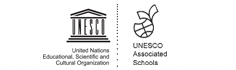 UNESCO
United Nations
Educational, Scientific and
Cultural Organization
UNESCO
Associated
Schools